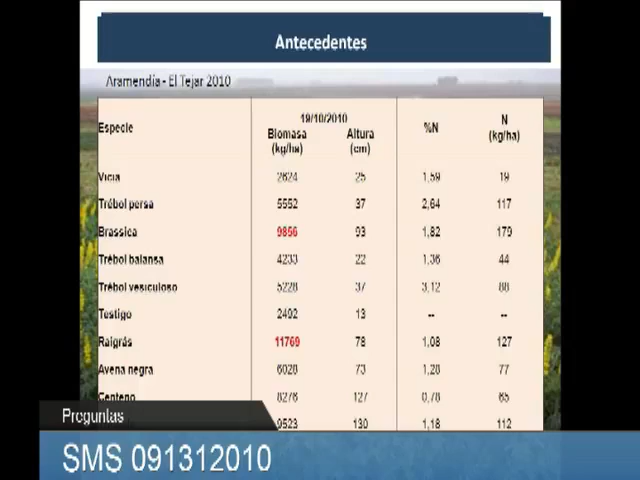 Antecedentes
Aramendía - El Tejar 2010
Especie 19/10/2010 %N N (kg/ha)
Biomasa (kg/ha) Altura (cm)
Vicia 2624 25 1,59 19
Trébol persa 5552 37 2,64 117
Brassica 9856 93 1,82 179
Trébol balansa 4233 22 1,36 44
Trébol vesiculoso 5228 37 3,12 88
Testigo 2492 13 -- --
Raigrás 11769 78 1,08 127
Avena negra 6028 73 1,28 77
Centeno 8276 127 0,78 65
9523 130 1,18 112
Preguntas
SMS 091312010